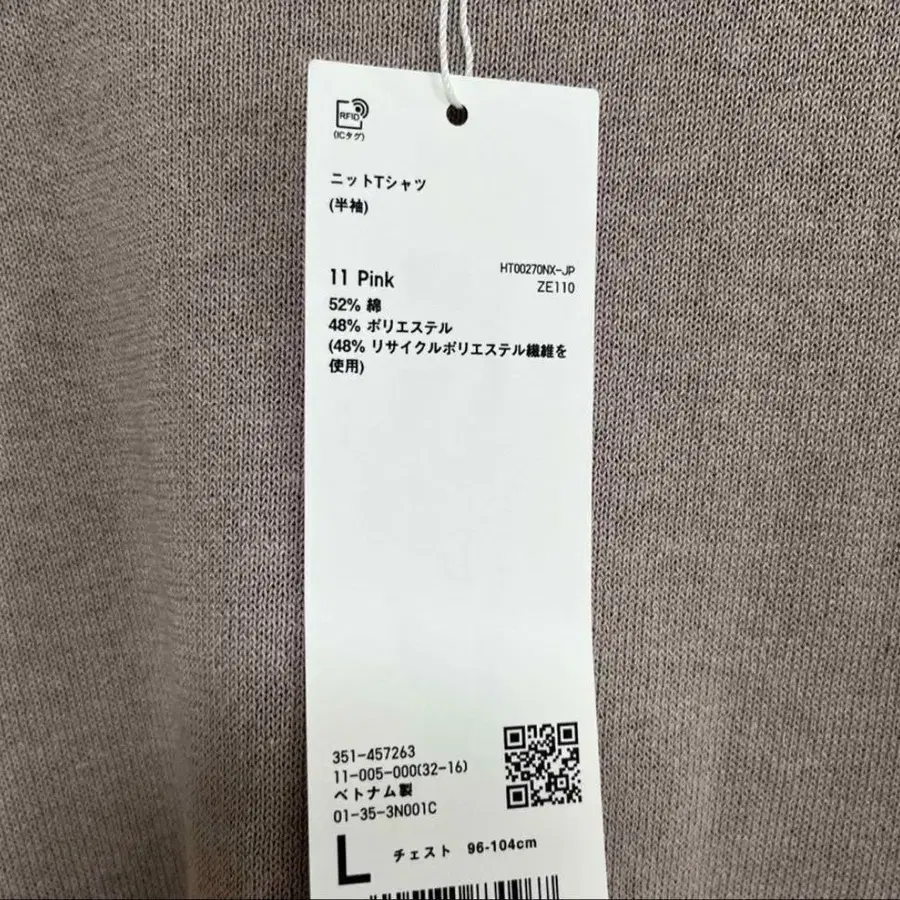 RFID
(ICタグ)
ニットTシャツ
(半袖)
HT00270NX-JP
11 Pink
ZE110
52% 綿
48% ポリエステル
(48% リサイクルポリエステル繊維を
使用)
351-457263
11-005-000(32-16)
ベトナム製
01-35-3N001C
L チェスト 96-104cm